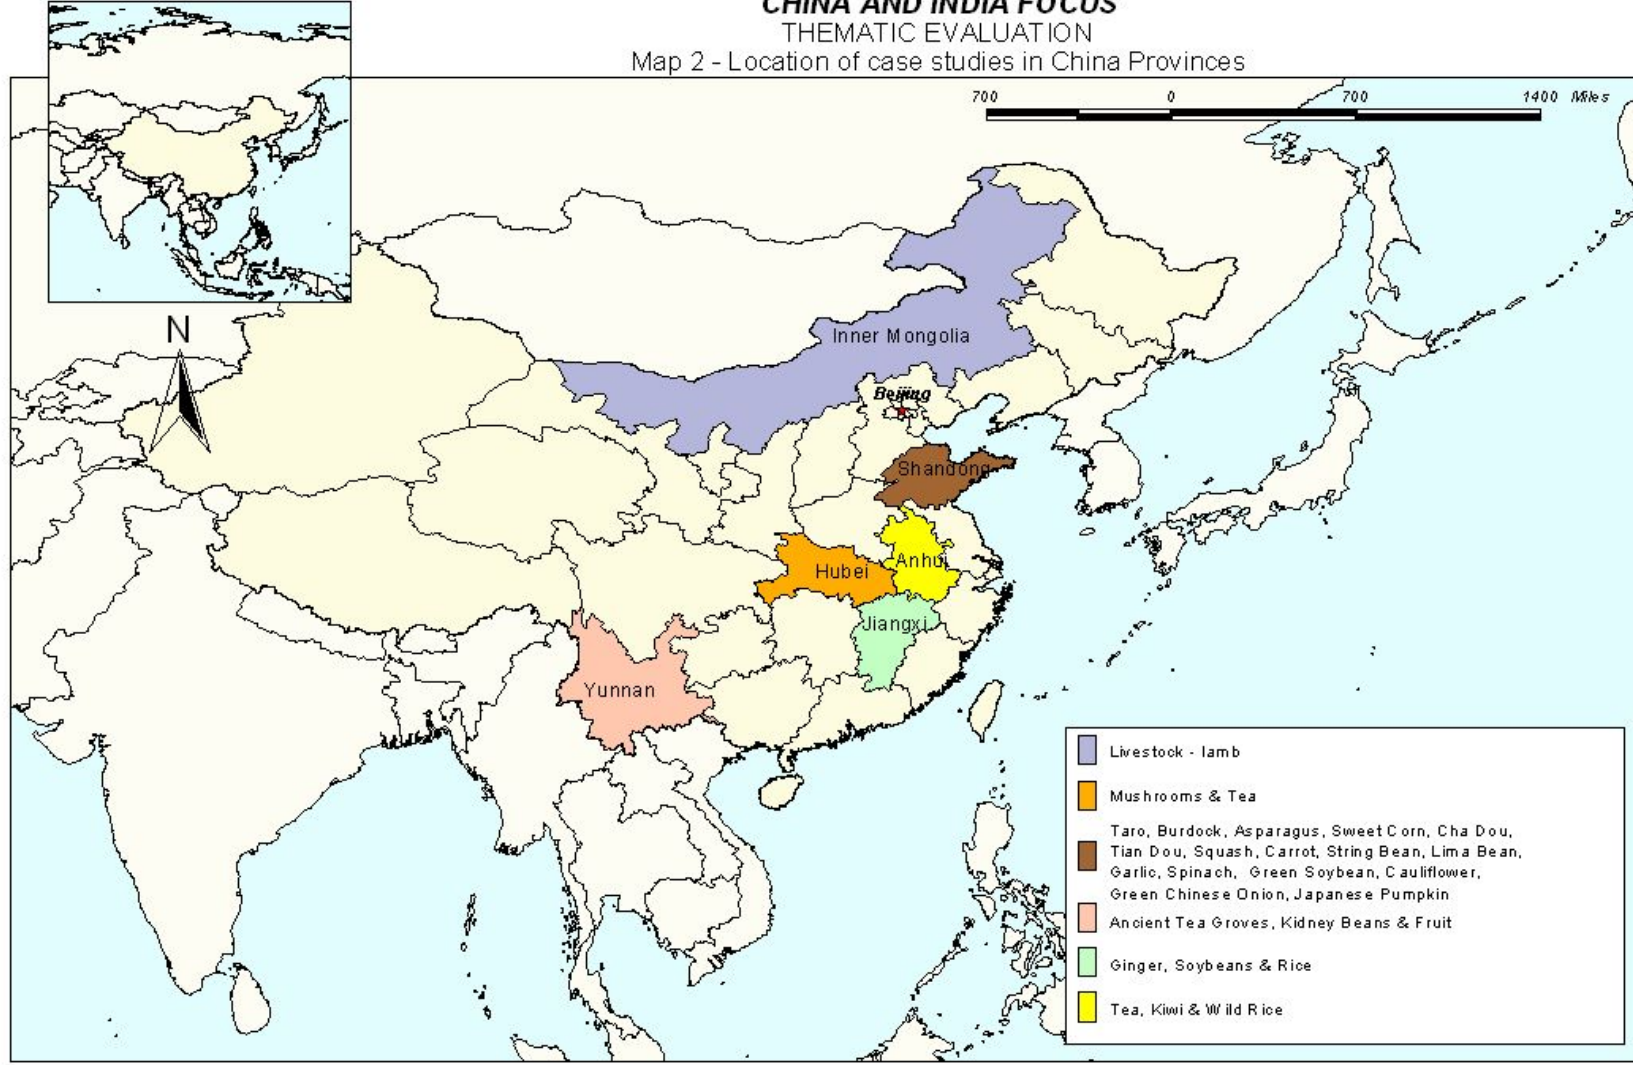 CHINA AND INDIA FOCUS
THEMATIC EVALUATION
Map 2 - Location of case studies in China Provinces
700 0 700 1400 Miles
N
Inner Mongolia
Beijing
Shandong
Anhui
Hubei
Jiangxi
Yunnan
Livestock - lamb
Mushrooms & Tea
Taro, Burdock, Asparagus, Sweet Corn, Cha Dou,
Tian Dou, Squash, Carrot, String Bean, Lima Bean,
Garlic, Spinach, Green Soybean, Cauliflower,
Green Chinese Onion, Japanese Pumpkin
Ancient Tea Groves, Kidney Beans & Fruit
Ginger, Soybeans & Rice
Tea, Kiwi & Wild Rice